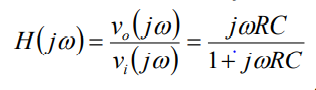 H(jω) = v_o(jω) / v_i(jω) = jωRC / (1 + jωRC)